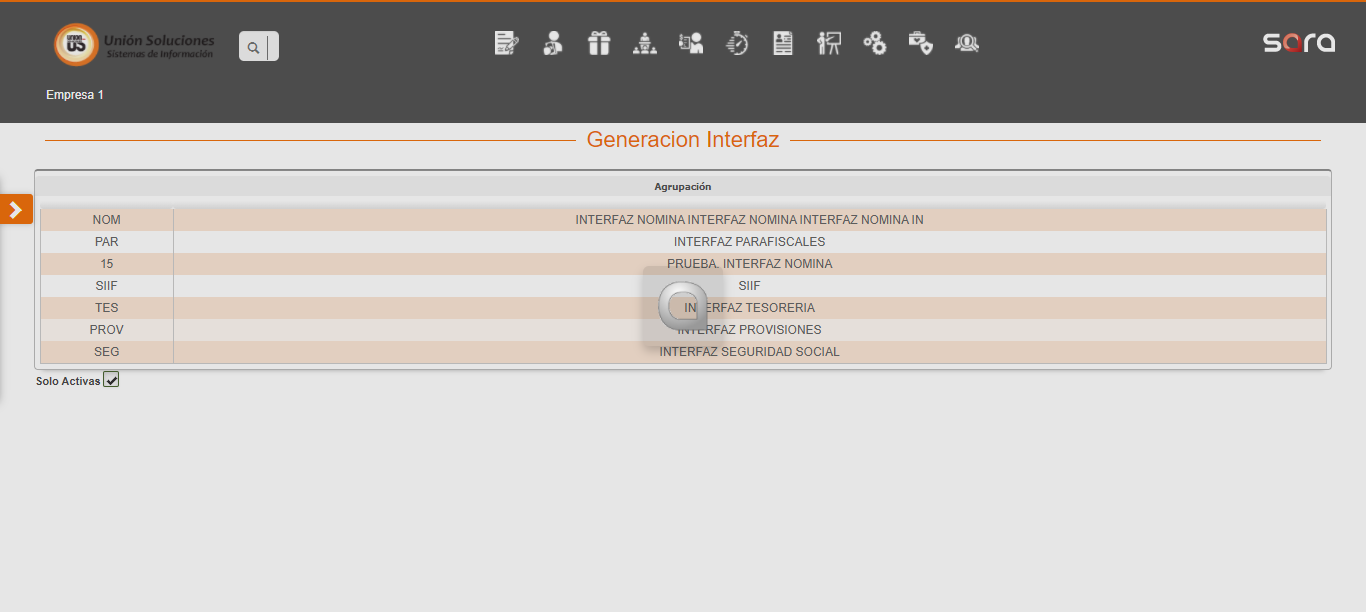 UNION
US
Unión Soluciones
Sistemas de Información
sara
Empresa 1
Generacion Interfaz
Agrupación
NOM INTERFAZ NOMINA INTERFAZ NOMINA INTERFAZ NOMINA IN
PAR INTERFAZ PARAFISCALES
15 PRUEBA. INTERFAZ NOMINA
SIIF SIIF
TES INTERFAZ TESORERIA
PROV INTERFAZ PROVISIONES
SEG INTERFAZ SEGURIDAD SOCIAL
Solo Activas